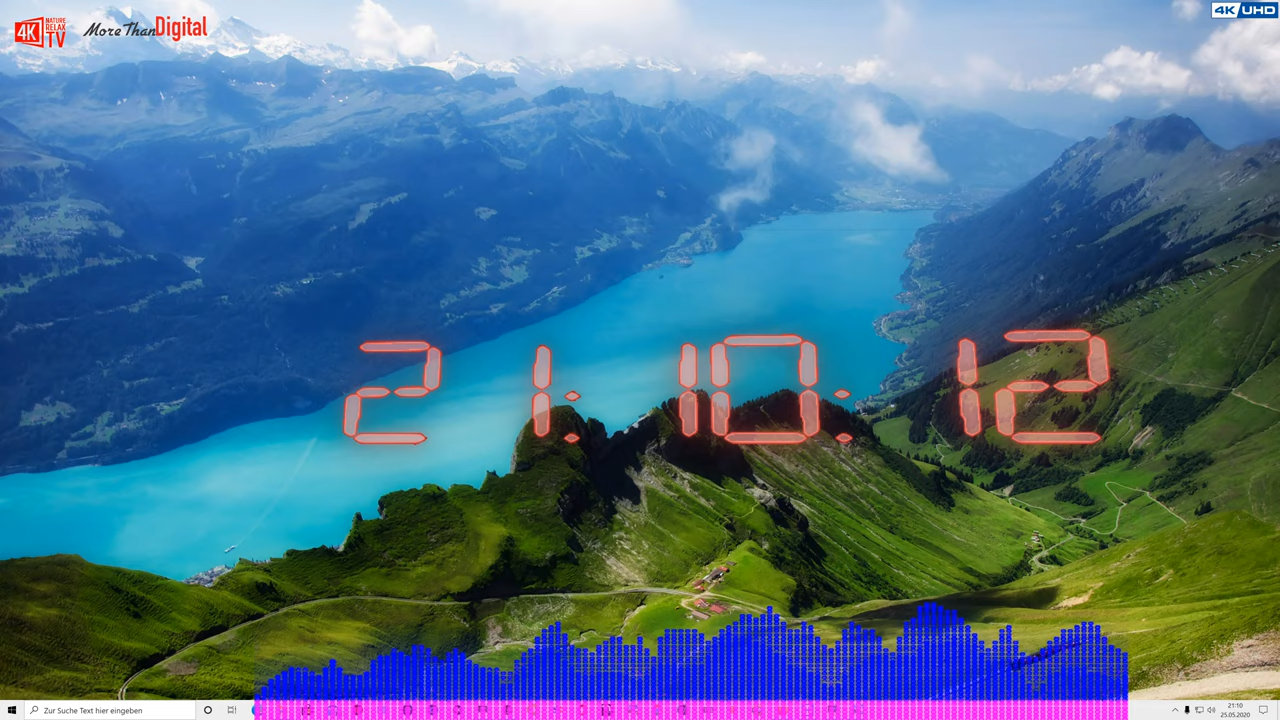 4K NATURE RELAX TV
More Than Digital
4K UHD
21:10:12
Zur Suche Text hier eingeben
21:10
25.05.2020